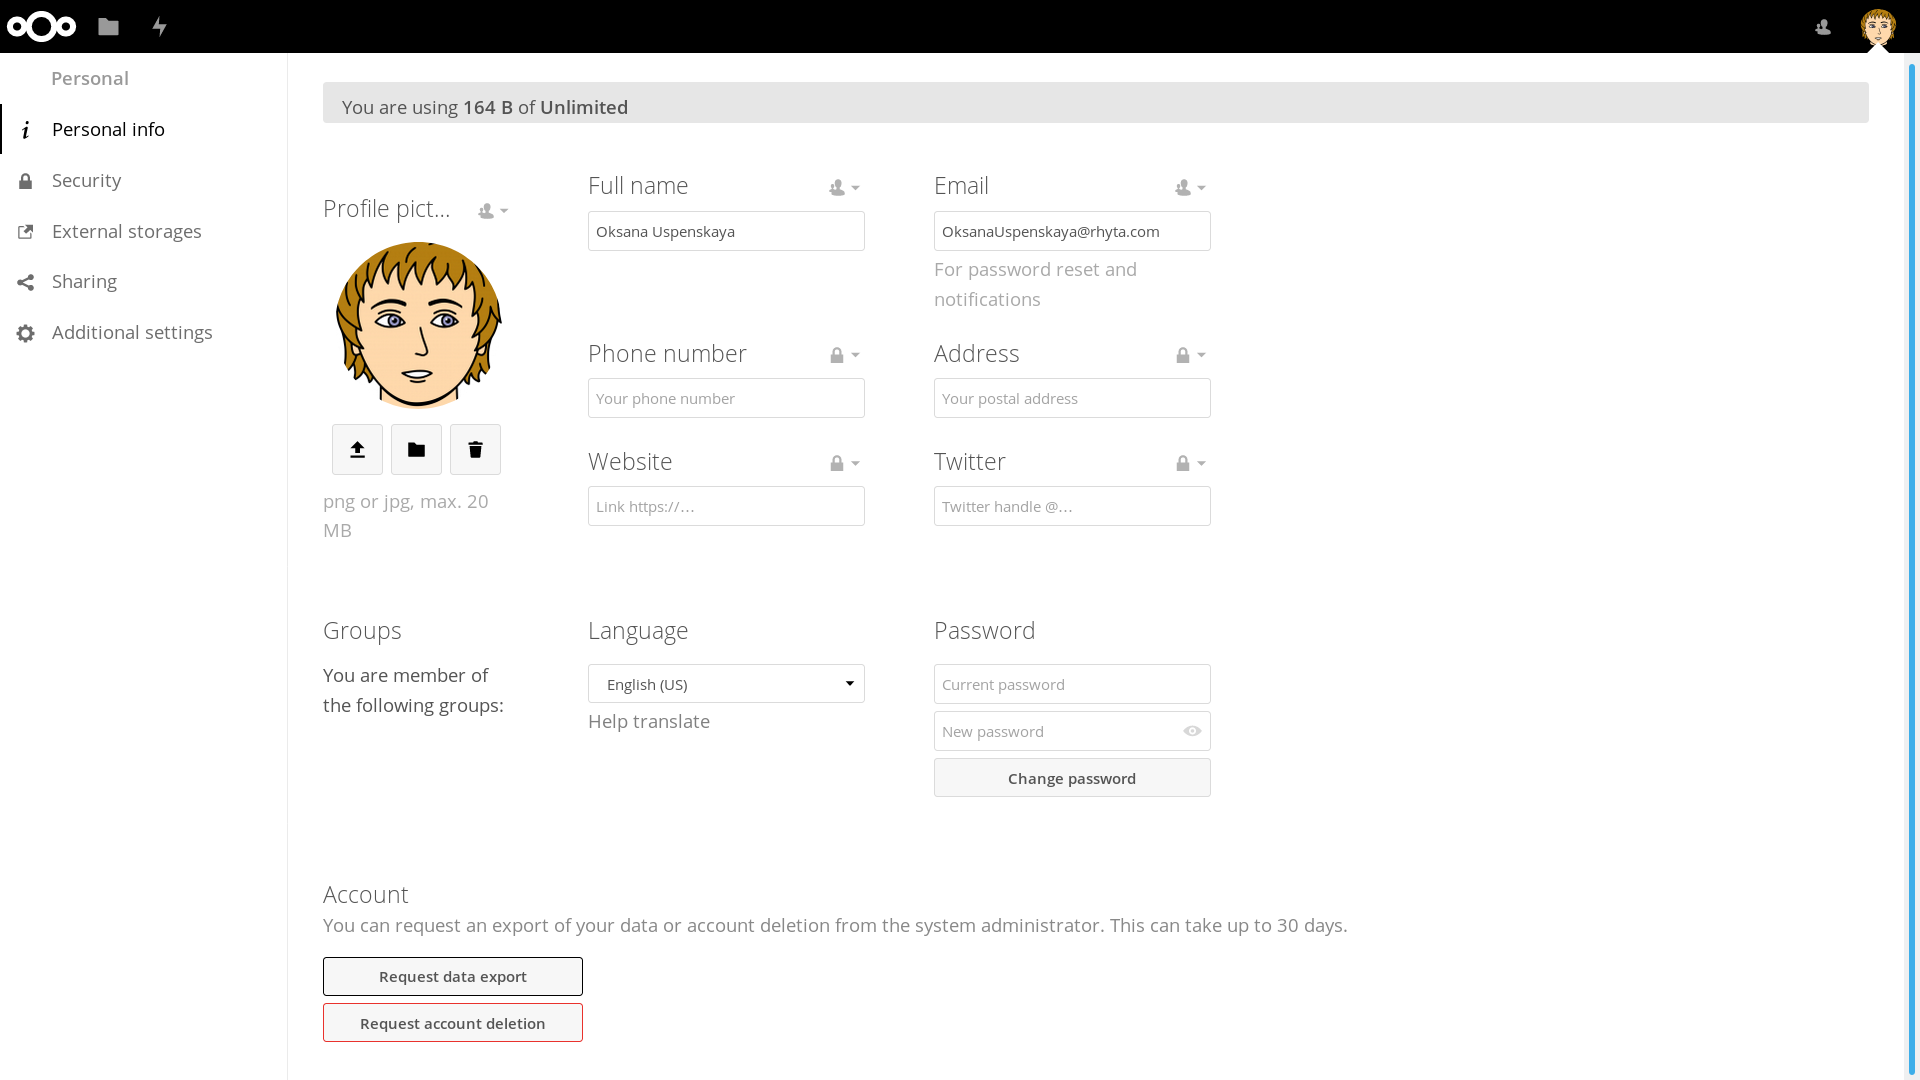 Personal
Personal info
Security
External storages
Sharing
Additional settings
You are using 164 B of Unlimited
Profile pict...
png or jpg, max. 20
MB
Full name
Oksana Uspenskaya
Email
OksanaUspenskaya@rhyta.com
For password reset and
notifications
Phone number
Your phone number
Address
Your postal address
Website
Link https://...
Twitter
Twitter handle @...
Groups
You are member of
the following groups:
Language
English (US)
Help translate
Password
Current password
New password
Change password
Account
You can request an export of your data or account deletion from the system administrator. This can take up to 30 days.
Request data export
Request account deletion